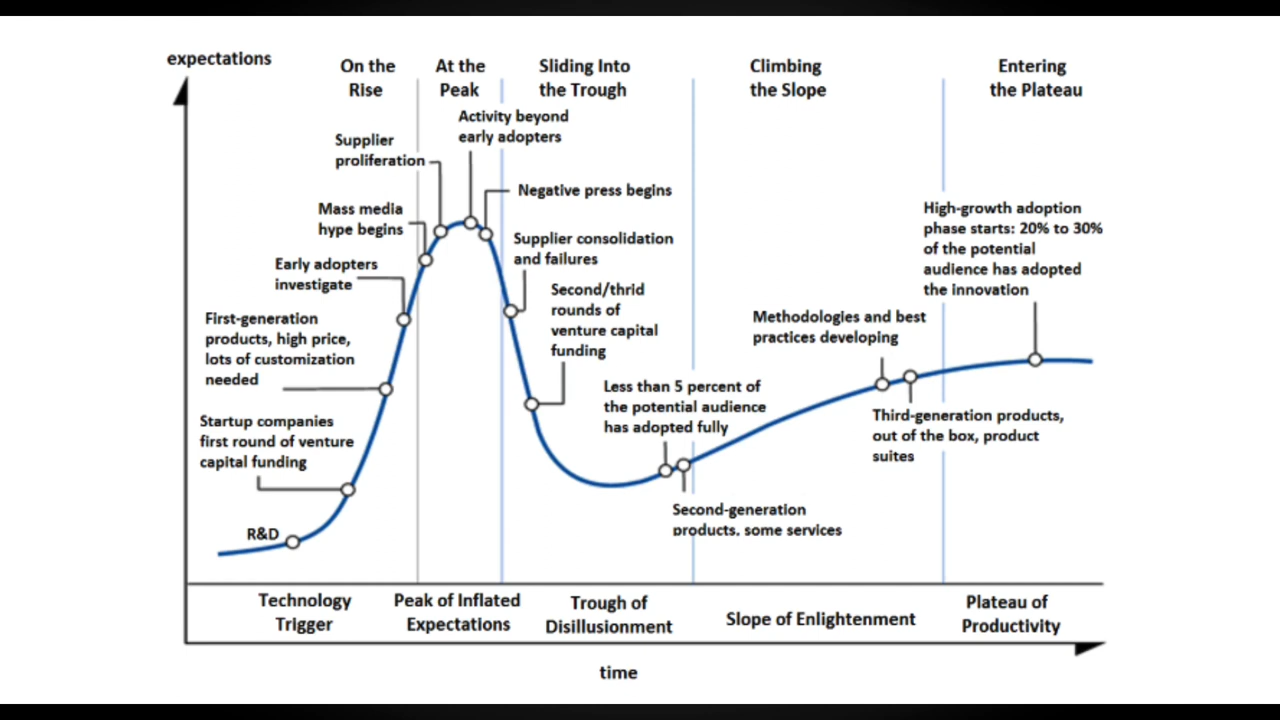 expectations
On the
Rise
At the
Peak
Sliding Into
the Trough
Climbing
the Slope
Entering
the Plateau
Activity beyond
early adopters
Supplier
proliferation
Negative press begins
Mass media
hype begins
High-growth adoption
phase starts: 20% to 30%
of the potential
audience has adopted
the innovation
Supplier consolidation
and failures
Early adopters
investigate
Second/thrid
rounds of
venture capital
funding
First-generation
products, high price,
lots of customization
needed
Methodologies and best
practices developing
Less than 5 percent of
the potential audience
has adopted fully
Startup companies
first round of venture
capital funding
Third-generation products,
out of the box, product
suites
Second-generation
products. some services
R&D
Technology
Trigger
Peak of Inflated
Expectations
Trough of
Disillusionment
Slope of Enlightenment
Plateau of
Productivity
time